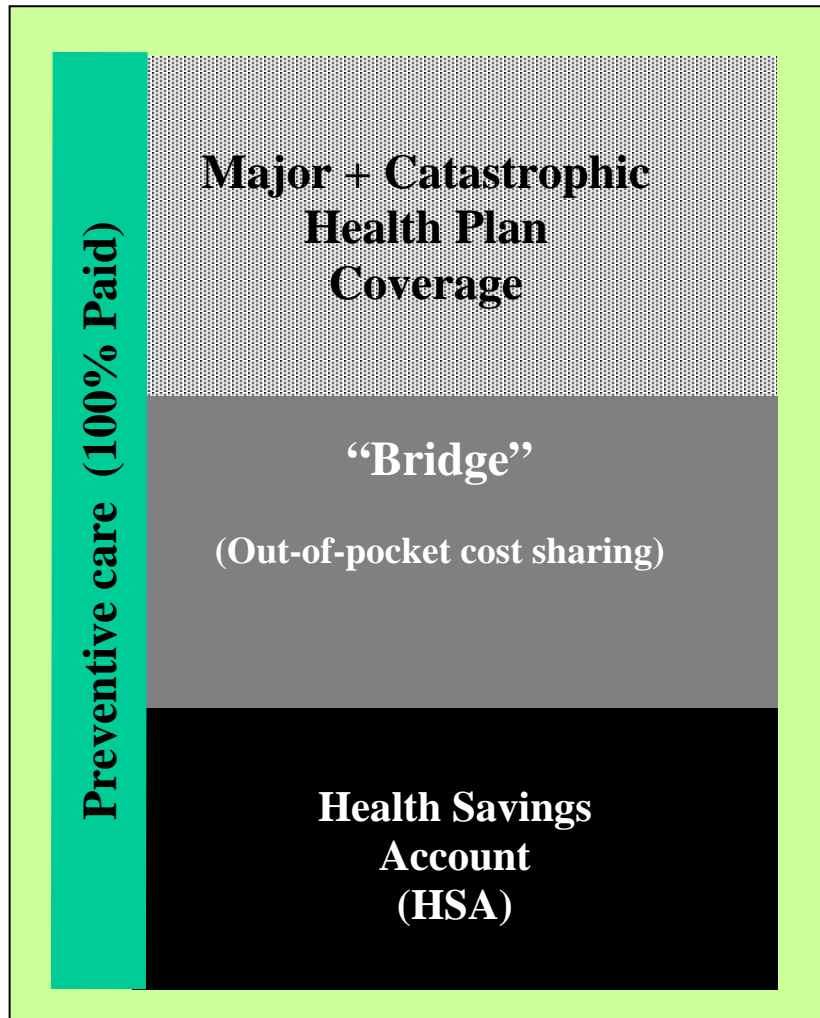 Preventive care (100% Paid)
Major + Catastrophic
Health Plan
Coverage
“Bridge”
(Out-of-pocket cost sharing)
Health Savings
Account
(HSA)